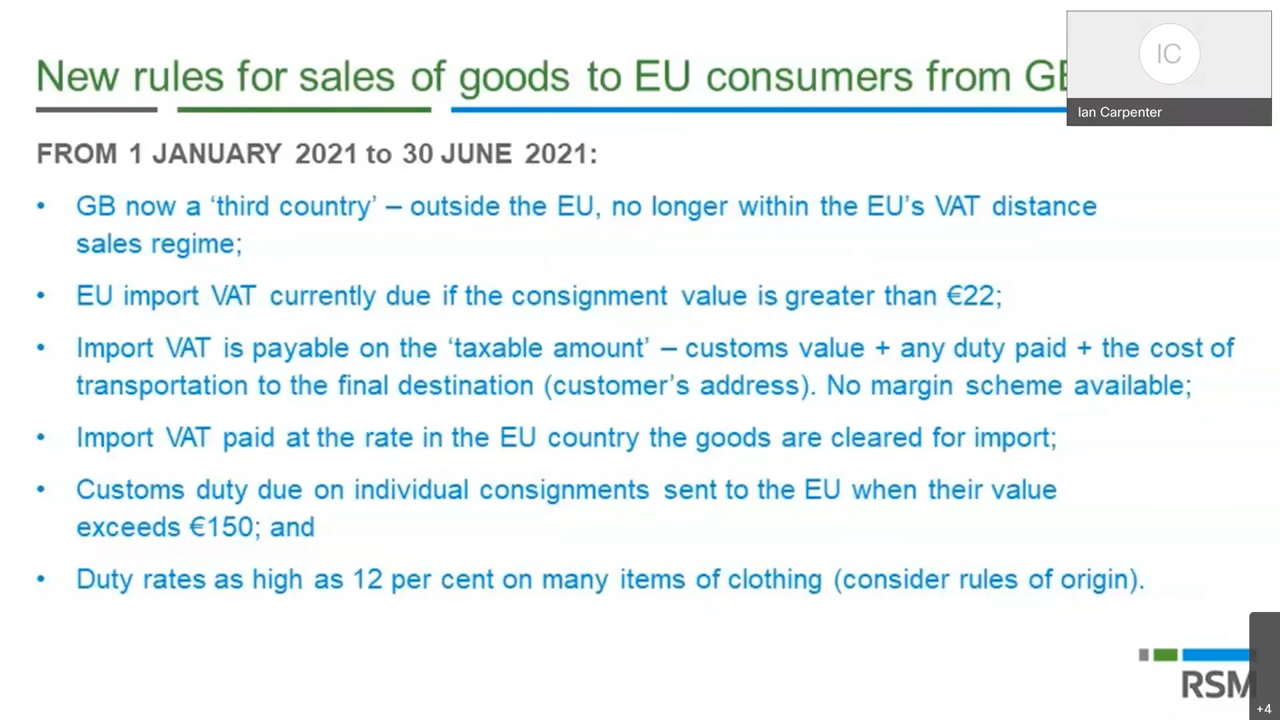 New rules for sales of goods to EU consumers from GB
IC
Ian Carpenter
FROM 1 JANUARY 2021 to 30 JUNE 2021:
• GB now a ‘third country’ – outside the EU, no longer within the EU’s VAT distance
sales regime;
• EU import VAT currently due if the consignment value is greater than €22;
• Import VAT is payable on the ‘taxable amount’ – customs value + any duty paid + the cost of
transportation to the final destination (customer’s address). No margin scheme available;
• Import VAT paid at the rate in the EU country the goods are cleared for import;
• Customs duty due on individual consignments sent to the EU when their value
exceeds €150; and
• Duty rates as high as 12 per cent on many items of clothing (consider rules of origin).
RSM
+4